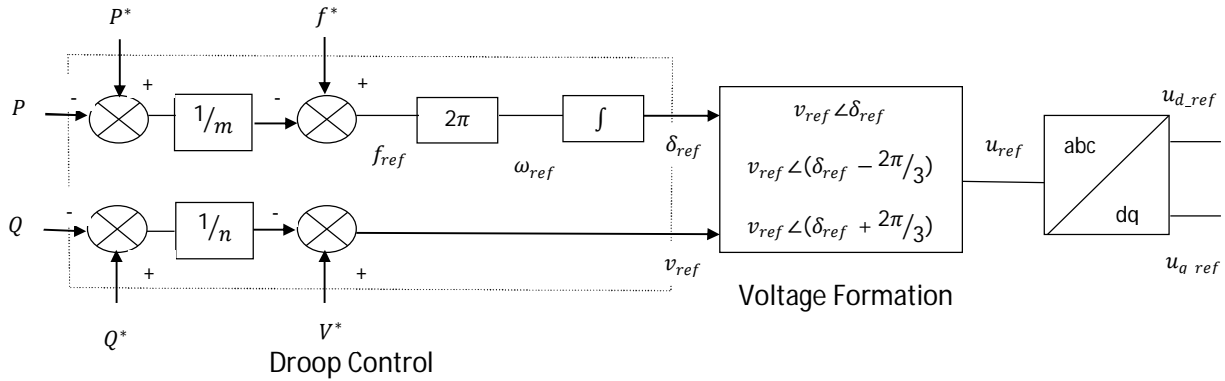 P* f*
- + - +
P 1/m 2π ∫
f_ref ω_ref δ_ref
v_ref∠δ_ref
v_ref∠(δ_ref − 2π/3)
v_ref∠(δ_ref + 2π/3)
u_ref
abc
dq
u_d_ref
u_q_ref
- -
Q 1/n
+ + v_ref
Q* V*
Voltage Formation
Droop Control